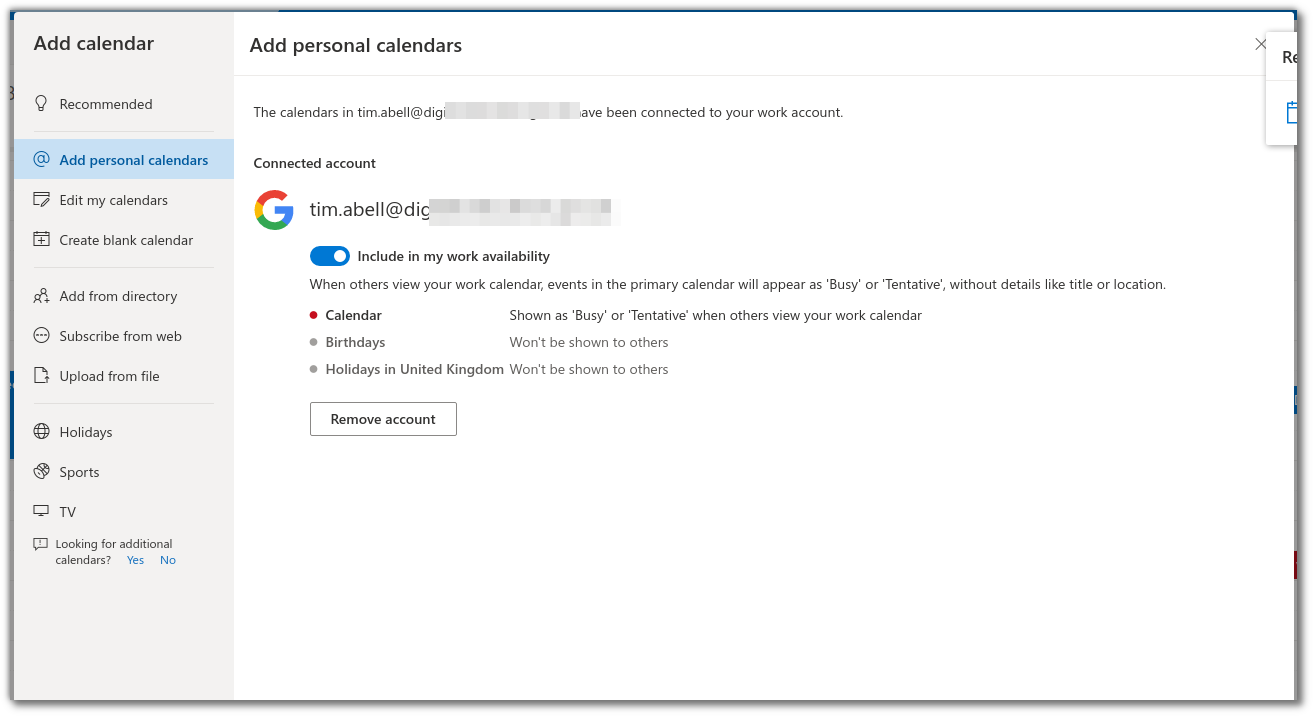 Add calendar
Recommended
Add personal calendars
Edit my calendars
Create blank calendar
Add from directory
Subscribe from web
Upload from file
Holidays
Sports
TV
Looking for additional
calendars? Yes No
Add personal calendars
The calendars in tim.abell@dig have been connected to your work account.
Connected account
tim.abell@dig
Include in my work availability
When others view your work calendar, events in the primary calendar will appear as 'Busy' or 'Tentative', without details like title or location.
Calendar Shown as 'Busy' or 'Tentative' when others view your work calendar
Birthdays Won't be shown to others
Holidays in United Kingdom Won't be shown to others
Remove account